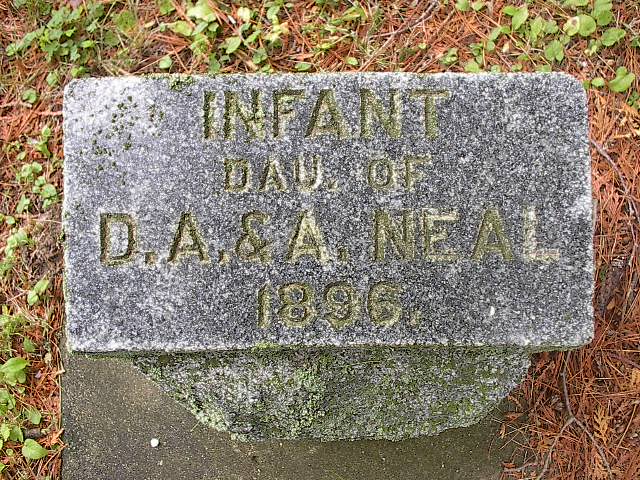 INFANT
DAU. OF
D.A.&A. NEAL
1896.